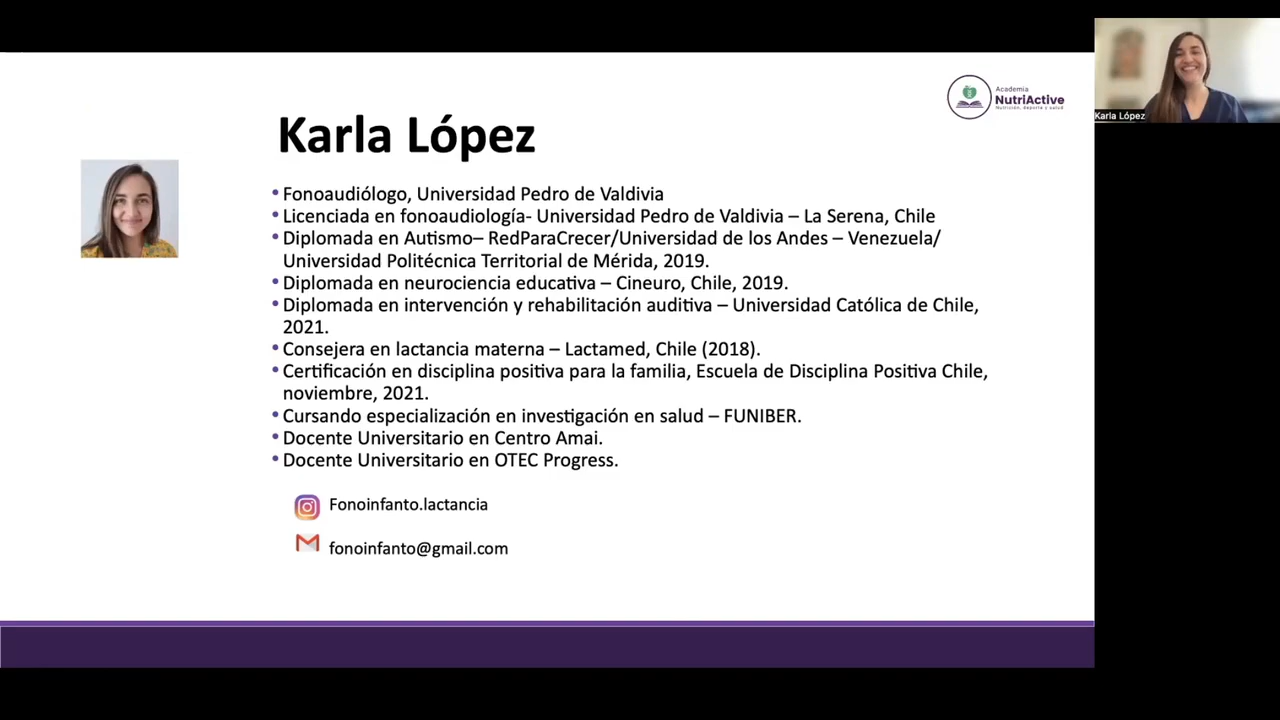 Academia
NutriActive
Nutrición, deporte y salud
Karla López
Karla López
• Fonoaudiólogo, Universidad Pedro de Valdivia
• Licenciada en fonoaudiología- Universidad Pedro de Valdivia – La Serena, Chile
• Diplomada en Autismo– RedParaCrecer/Universidad de los Andes – Venezuela/
Universidad Politécnica Territorial de Mérida, 2019.
• Diplomada en neurociencia educativa – Cineuro, Chile, 2019.
• Diplomada en intervención y rehabilitación auditiva – Universidad Católica de Chile,
2021.
• Consejera en lactancia materna – Lactamed, Chile (2018).
• Certificación en disciplina positiva para la familia, Escuela de Disciplina Positiva Chile,
noviembre, 2021.
• Cursando especialización en investigación en salud – FUNIBER.
• Docente Universitario en Centro Amai.
• Docente Universitario en OTEC Progress.
Fonoinfanto.lactancia
fonoinfanto@gmail.com